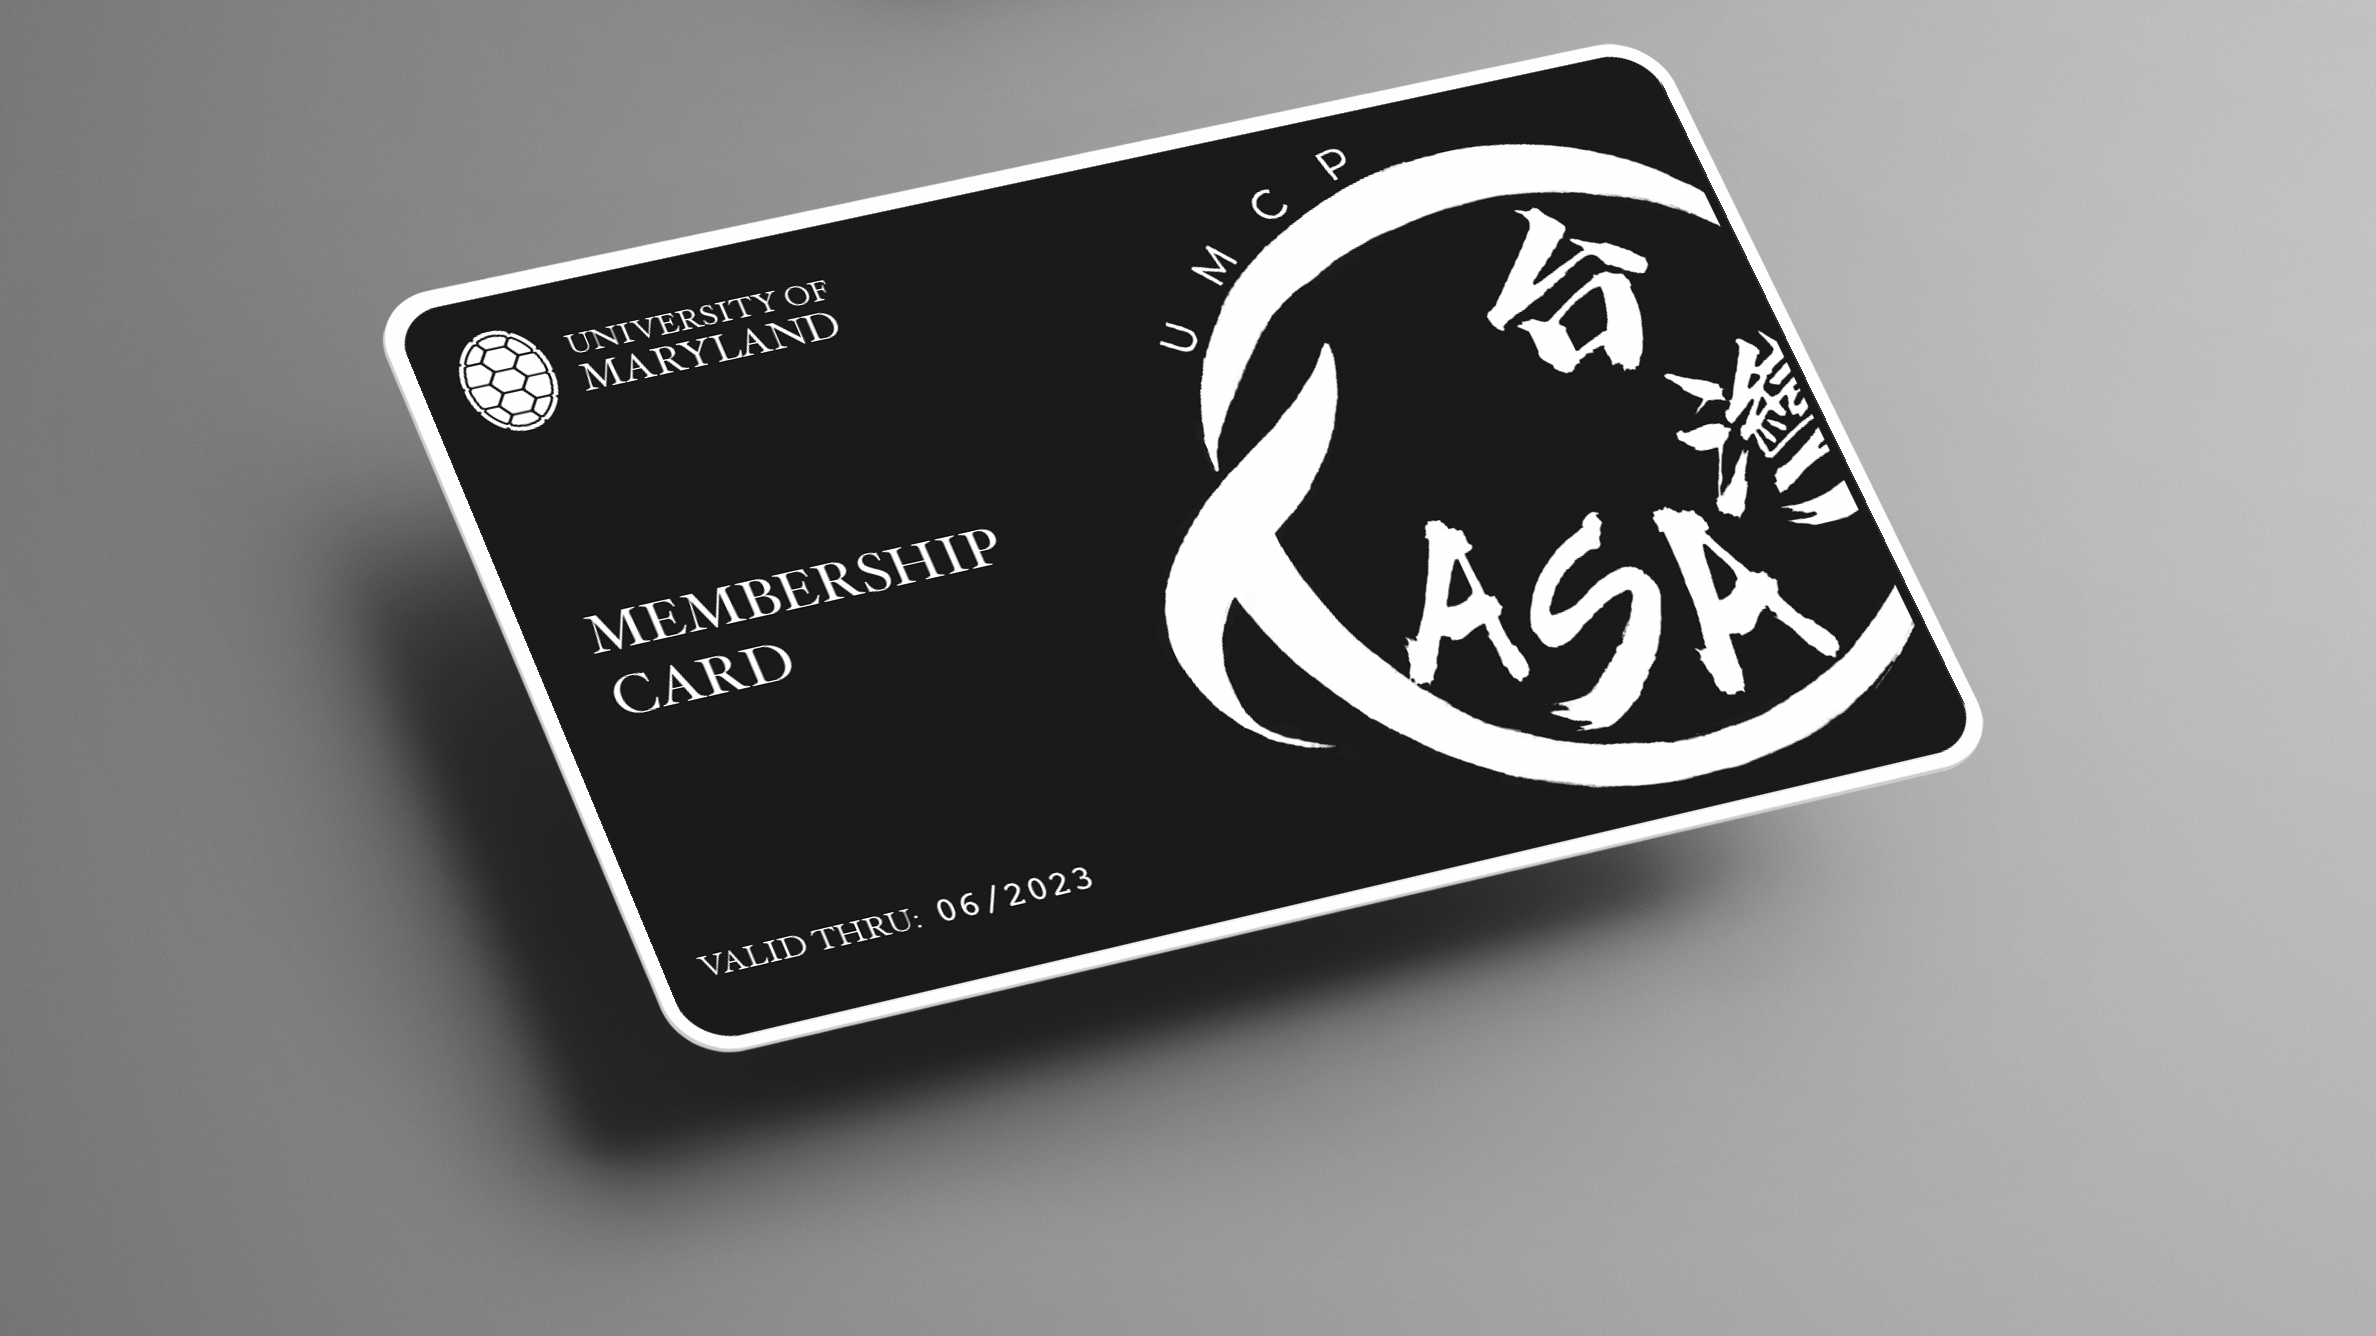 UNIVERSITY OF
MARYLAND
UMCP
台灣
ASA
MEMBERSHIP
CARD
VALID THRU: 06/2023